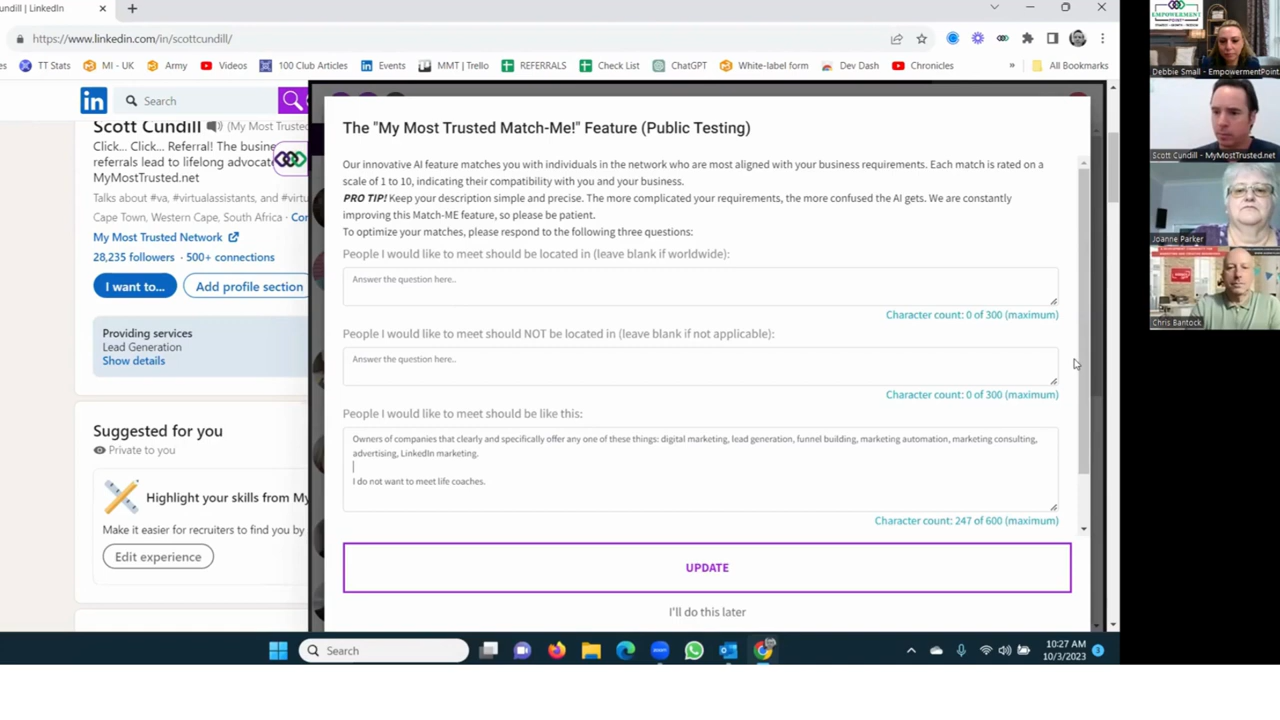 undill | LinkedIn
https://www.linkedin.com/in/scottcundill/
TT Stats
MI - UK
Army
Videos
100 Club Articles
Events
MMT | Trello
REFERRALS
Check List
ChatGPT
White-label form
Dev Dash
Chronicles
»
All Bookmarks
in
Search
Scott Cundill
(My Most Trusted
Click... Click... Referral! The busine
referrals lead to lifelong advocat
MyMostTrusted.net
Talks about #va, #virtualassistants, and #virtu
Cape Town, Western Cape, South Africa · Con
My Most Trusted Network
28,235 followers · 500+ connections
I want to...
Add profile section
Providing services
Lead Generation
Show details
Suggested for you
Private to you
Highlight your skills from My
Make it easier for recruiters to find you by
Edit experience
The "My Most Trusted Match-Me!" Feature (Public Testing)
Our innovative AI feature matches you with individuals in the network who are most aligned with your business requirements. Each match is rated on a
scale of 1 to 10, indicating their compatibility with you and your business.
PRO TIP! Keep your description simple and precise. The more complicated your requirements, the more confused the AI gets. We are constantly
improving this Match-ME feature, so please be patient.
To optimize your matches, please respond to the following three questions:
People I would like to meet should be located in (leave blank if worldwide):
Answer the question here..
Character count: 0 of 300 (maximum)
People I would like to meet should NOT be located in (leave blank if not applicable):
Answer the question here..
Character count: 0 of 300 (maximum)
People I would like to meet should be like this:
Owners of companies that clearly and specifically offer any one of these things: digital marketing, lead generation, funnel building, marketing automation, marketing consulting,
advertising, LinkedIn marketing.
I do not want to meet life coaches.
Character count: 247 of 600 (maximum)
UPDATE
I'll do this later
Search
10:27 AM
10/3/2023
3
EMPOWERMENT
Debbie Small - EmpowermentPoin
Scott Cundill - MyMostTrusted.net
Joanne Parker
Chris Bantock